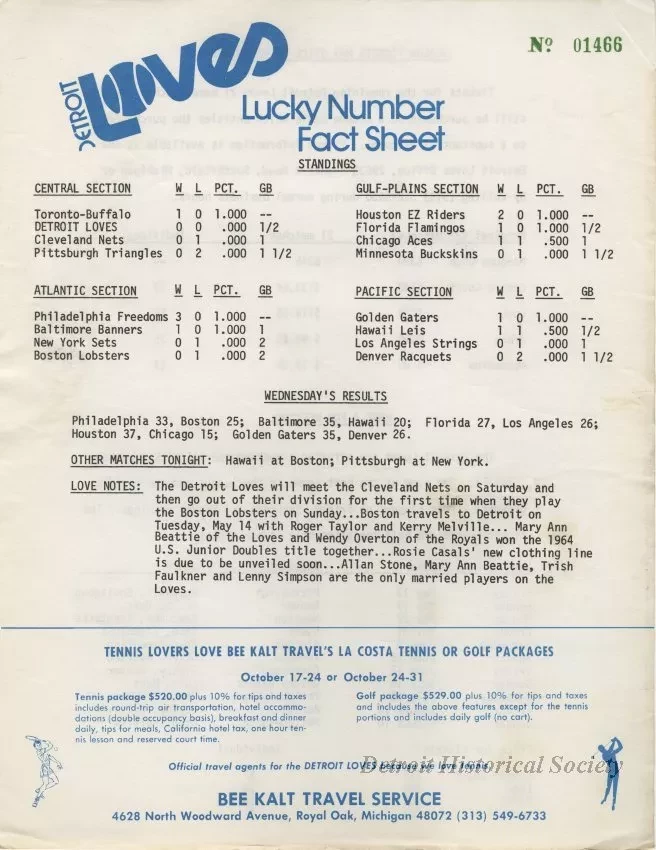 DETROIT Loves
Nº 01466
Lucky Number
Fact Sheet
STANDINGS
CENTRAL SECTION W L PCT. GB
Toronto-Buffalo 1 0 1.000 --
DETROIT LOVES 0 0 .000 1/2
Cleveland Nets 0 1 .000 1
Pittsburgh Triangles 0 2 .000 1 1/2
GULF-PLAINS SECTION W L PCT. GB
Houston EZ Riders 2 0 1.000 --
Florida Flamingos 1 0 1.000 1/2
Chicago Aces 1 1 .500 1
Minnesota Buckskins 0 1 .000 1 1/2
ATLANTIC SECTION W L PCT. GB
Philadelphia Freedoms 3 0 1.000 --
Baltimore Banners 1 0 1.000 1
New York Sets 0 1 .000 2
Boston Lobsters 0 1 .000 2
PACIFIC SECTION W L PCT. GB
Golden Gaters 1 0 1.000 --
Hawaii Leis 1 1 .500 1/2
Los Angeles Strings 0 1 .000 1
Denver Racquets 0 2 .000 1 1/2
WEDNESDAY'S RESULTS
Philadelphia 33, Boston 25; Baltimore 35, Hawaii 20; Florida 27, Los Angeles 26;
Houston 37, Chicago 15; Golden Gaters 35, Denver 26.
OTHER MATCHES TONIGHT: Hawaii at Boston; Pittsburgh at New York.
LOVE NOTES: The Detroit Loves will meet the Cleveland Nets on Saturday and
then go out of their division for the first time when they play
the Boston Lobsters on Sunday...Boston travels to Detroit on
Tuesday, May 14 with Roger Taylor and Kerry Melville... Mary Ann
Beattie of the Loves and Wendy Overton of the Royals won the 1964
U.S. Junior Doubles title together...Rosie Casals' new clothing line
is due to be unveiled soon...Allan Stone, Mary Ann Beattie, Trish
Faulkner and Lenny Simpson are the only married players on the
Loves.
TENNIS LOVERS LOVE BEE KALT TRAVEL'S LA COSTA TENNIS OR GOLF PACKAGES
October 17-24 or October 24-31
Tennis package $520.00 plus 10% for tips and taxes
includes round-trip air transportation, hotel accommo-
dations (double occupancy basis), breakfast and dinner
daily, tips for meals, California hotel tax, one hour ten-
nis lesson and reserved court time.
Golf package $529.00 plus 10% for tips and taxes
and includes the above features except for the tennis
portions and includes daily golf (no cart).
Official travel agents for the DETROIT LOVES because we love tennis.
Detroit Historical Society
BEE KALT TRAVEL SERVICE
4628 North Woodward Avenue, Royal Oak, Michigan 48072 (313) 549-6733